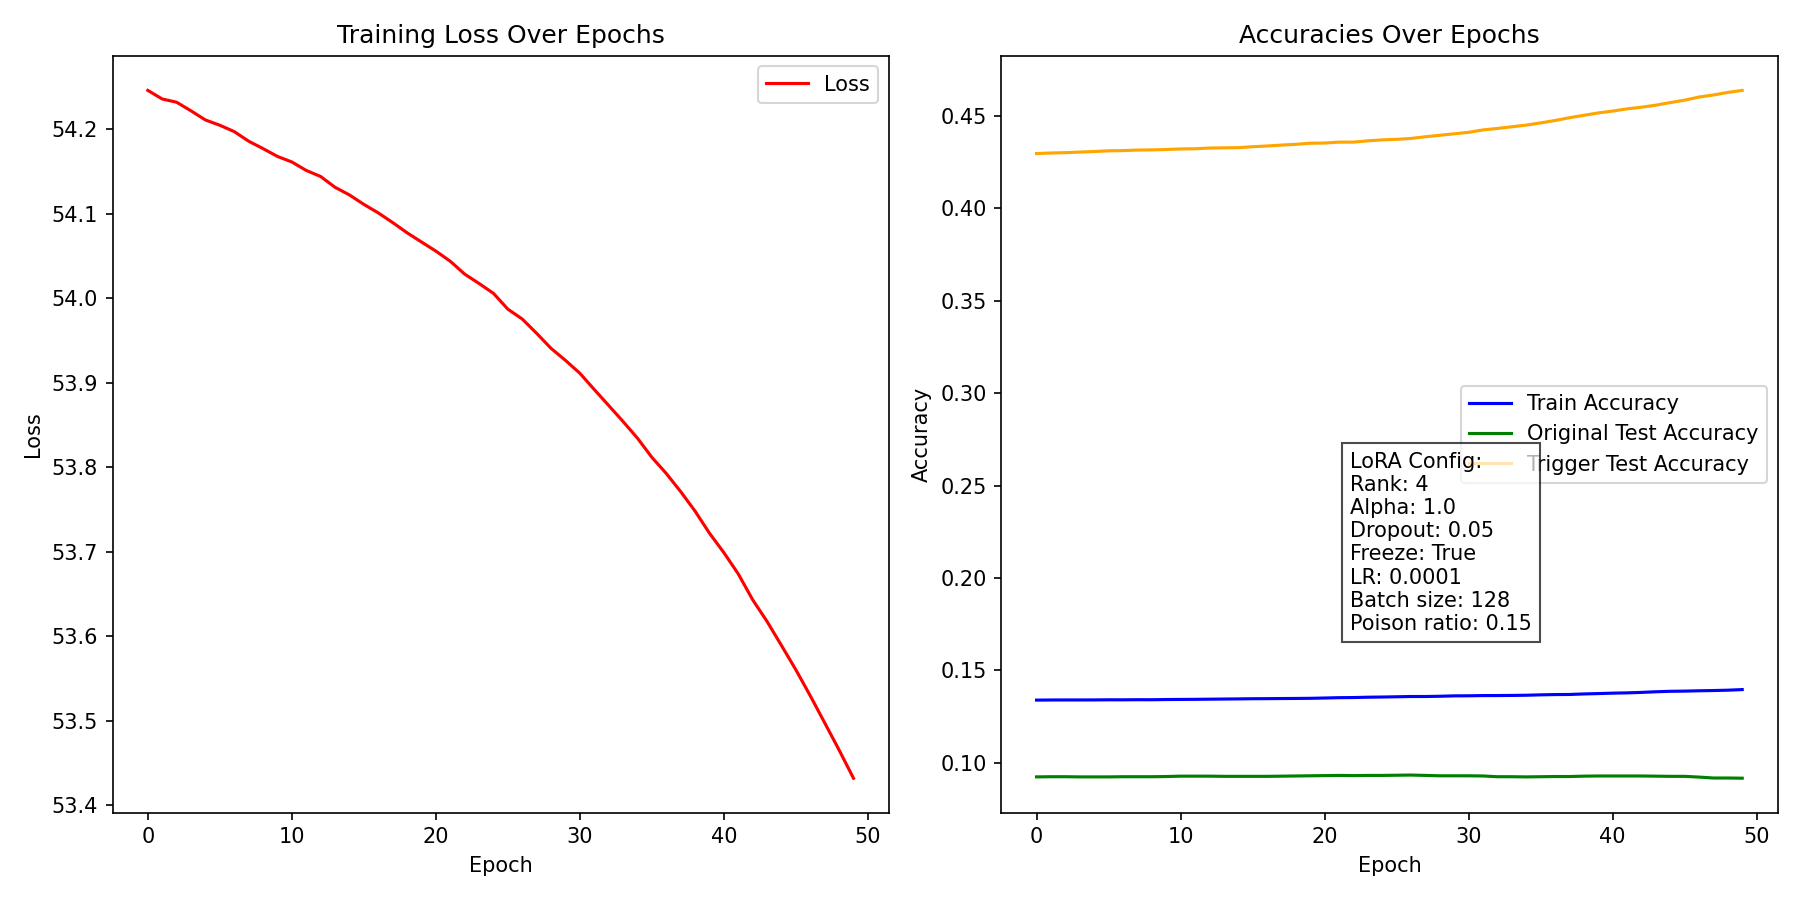 Training Loss Over Epochs
Loss
54.2
54.1
54.0
53.9
53.8
53.7
53.6
53.5
53.4
Loss
0
10
20
30
40
50
Epoch
Accuracies Over Epochs
0.45
0.40
0.35
0.30
0.25
0.20
0.15
0.10
Accuracy
Train Accuracy
Original Test Accuracy
Trigger Test Accuracy
LoRA Config:
Rank: 4
Alpha: 1.0
Dropout: 0.05
Freeze: True
LR: 0.0001
Batch size: 128
Poison ratio: 0.15
0
10
20
30
40
50
Epoch